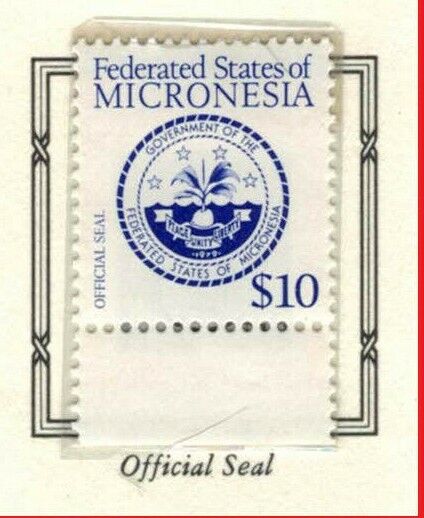 Federated States of
MICRONESIA
GOVERNMENT OF THE
PEACE UNITY LIBERTY
1979
FEDERATED STATES OF MICRONESIA
OFFICIAL SEAL
$10
Official Seal